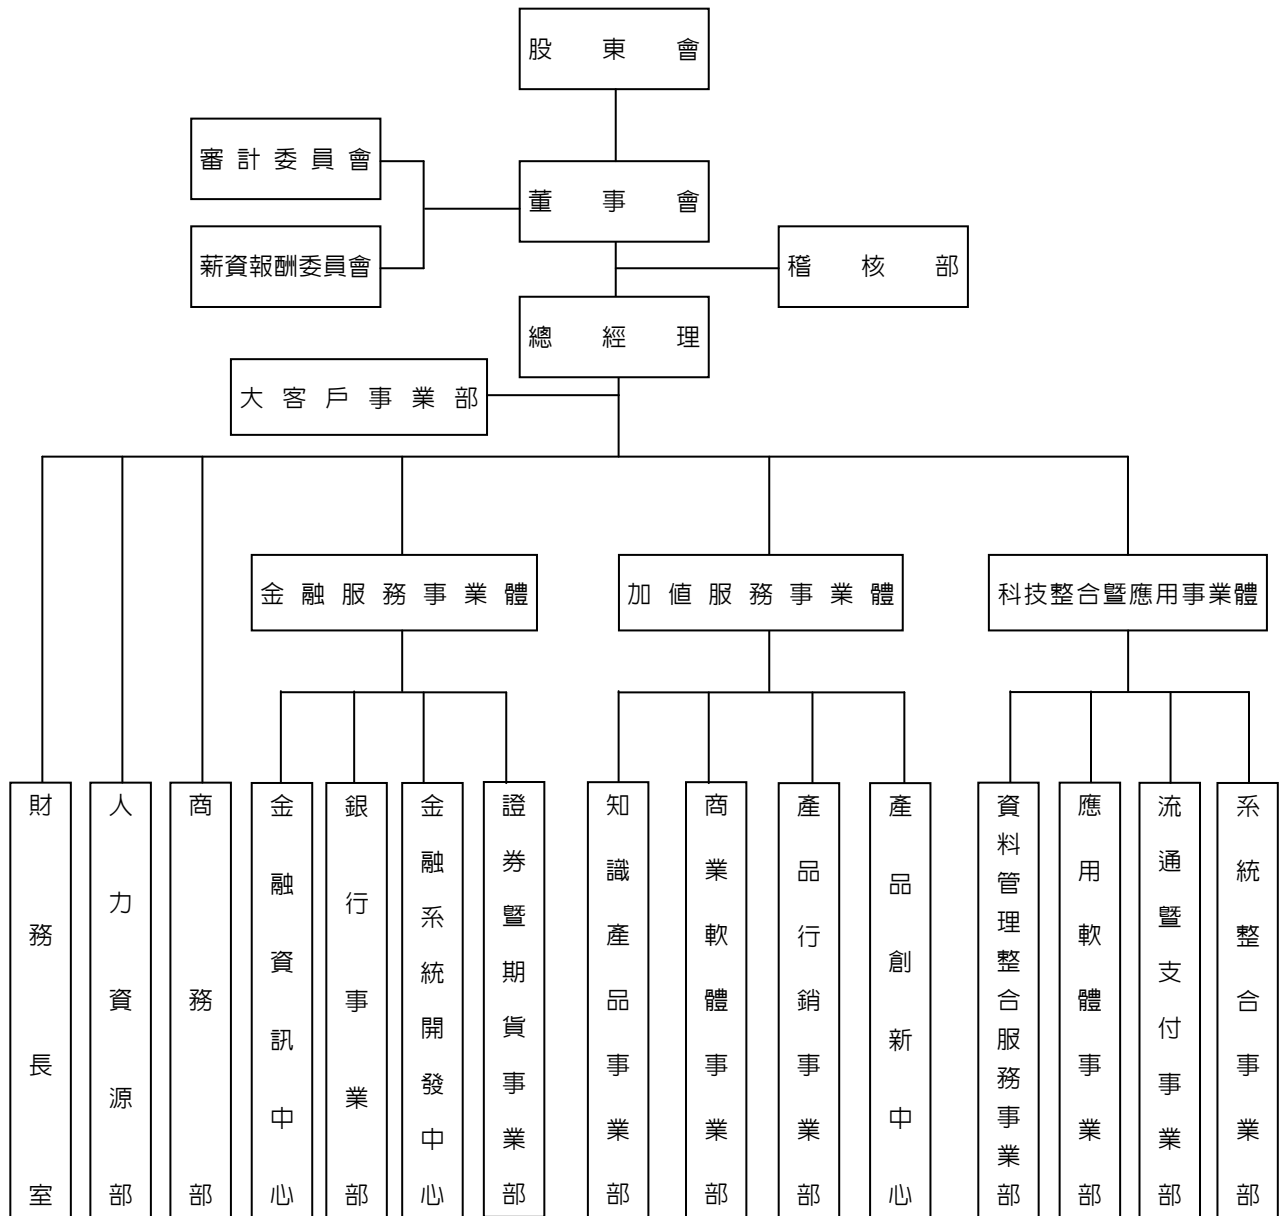 股東會
審計委員會
董事會
薪資報酬委員會
稽核部
總經理
大客戶事業部
金融服務事業體
加值服務事業體
科技整合暨應用事業體
財務長室
人力資源部
商務部
金融資訊中心
銀行事業部
金融系統開發中心
證券暨期貨事業部
知識產品事業部
商業軟體事業部
產品行銷事業部
產品創新中心
資料管理整合服務事業部
應用軟體事業部
流通暨支付事業部
系統整合事業部